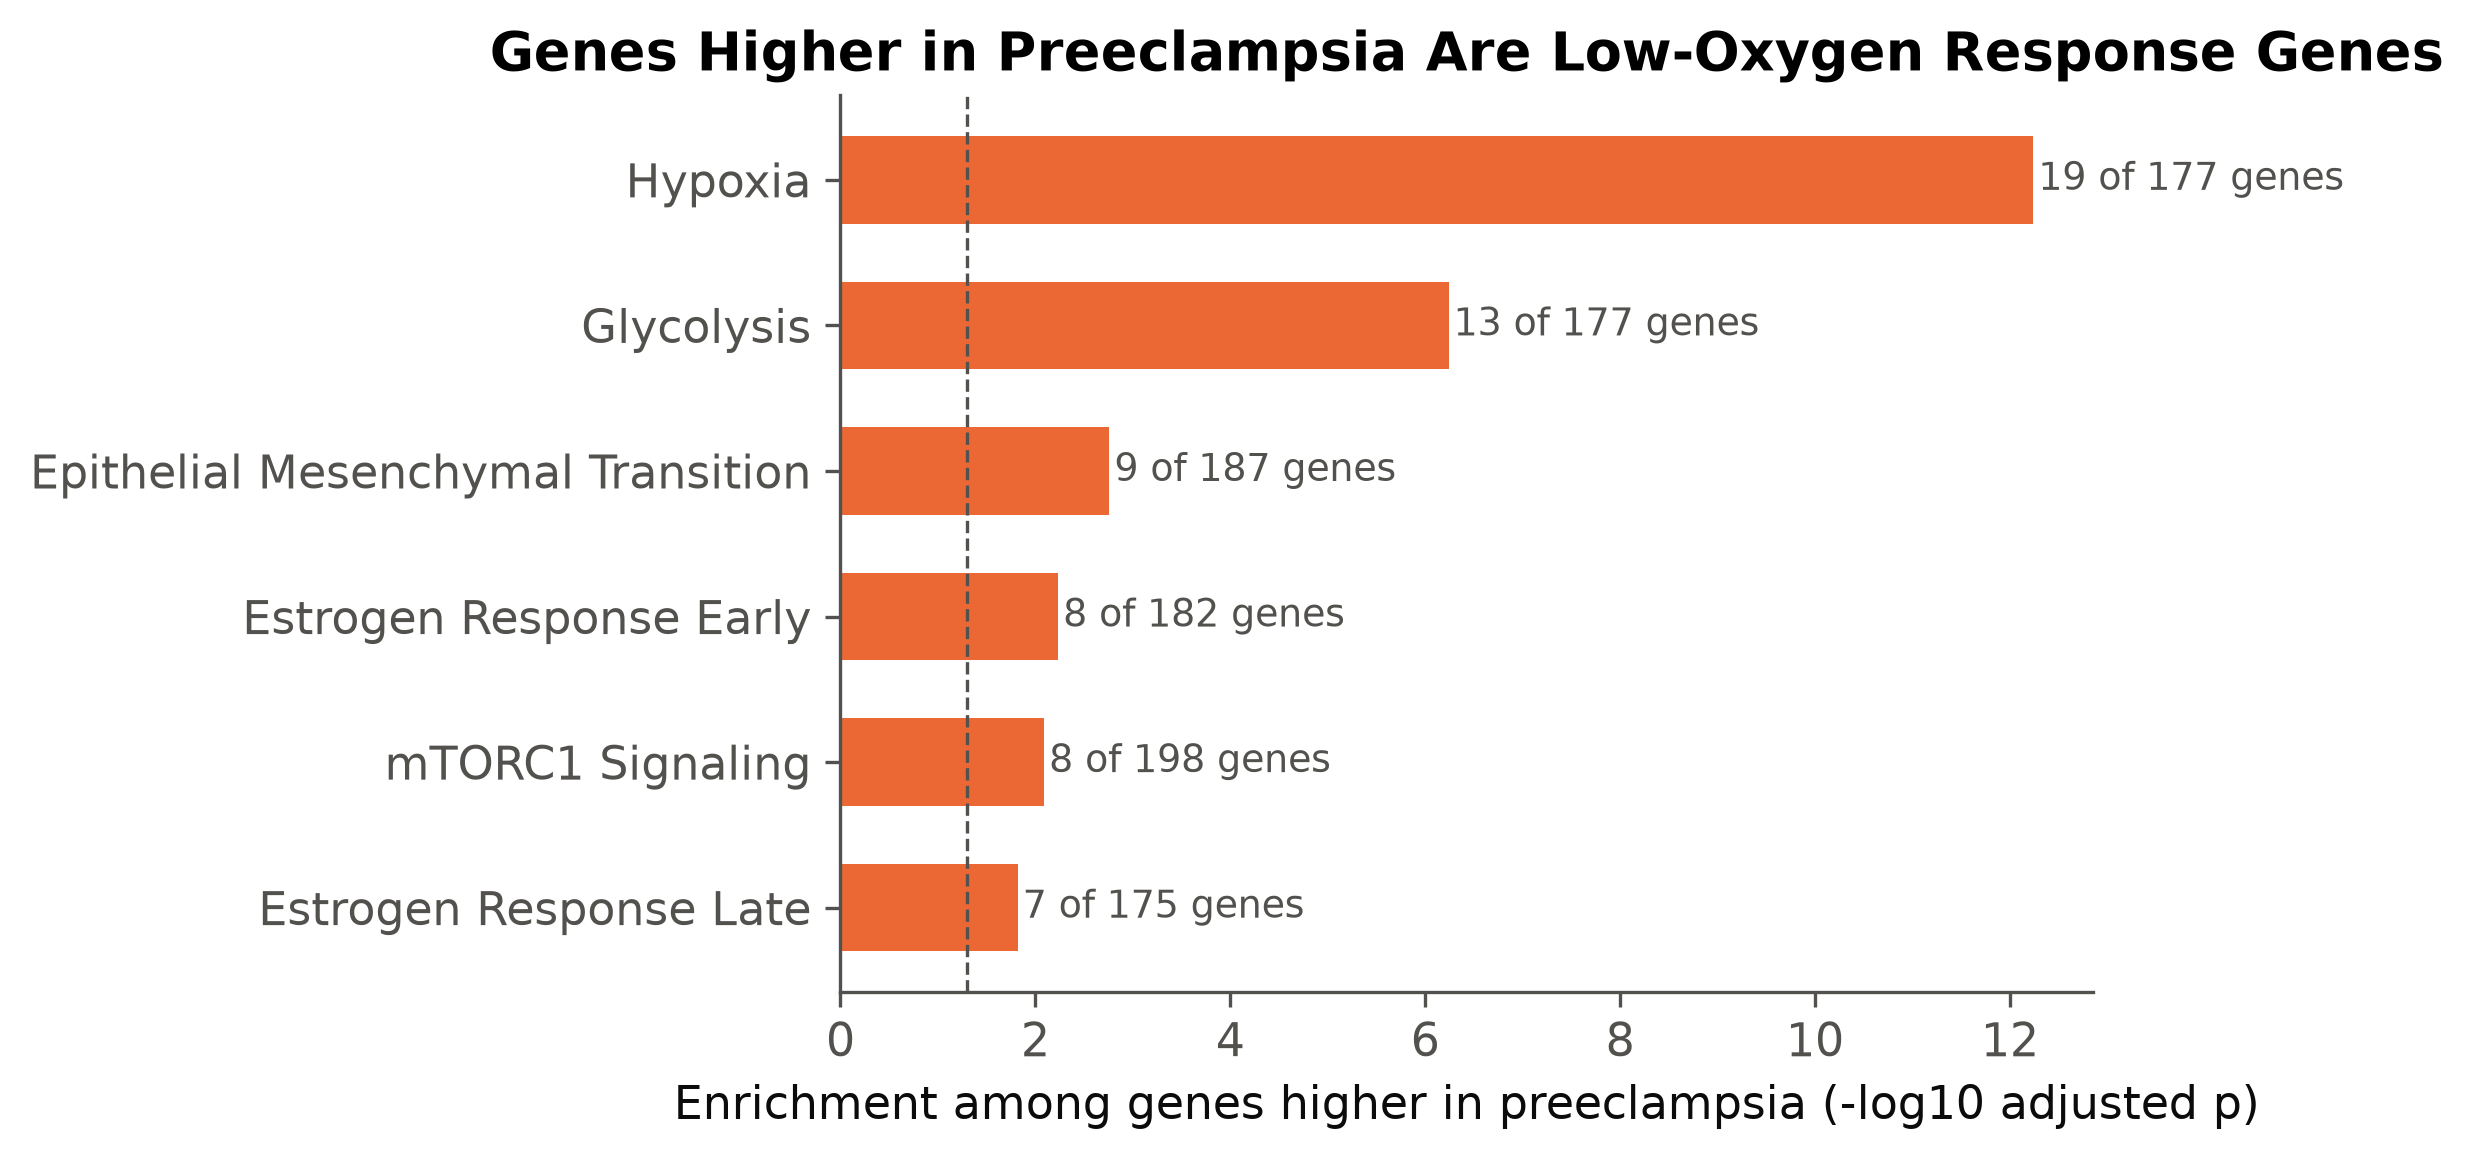 Genes Higher in Preeclampsia Are Low-Oxygen Response Genes
Hypoxia
19 of 177 genes
Glycolysis
13 of 177 genes
Epithelial Mesenchymal Transition
9 of 187 genes
Estrogen Response Early
8 of 182 genes
mTORC1 Signaling
8 of 198 genes
Estrogen Response Late
7 of 175 genes
0 2 4 6 8 10 12
Enrichment among genes higher in preeclampsia (-log10 adjusted p)